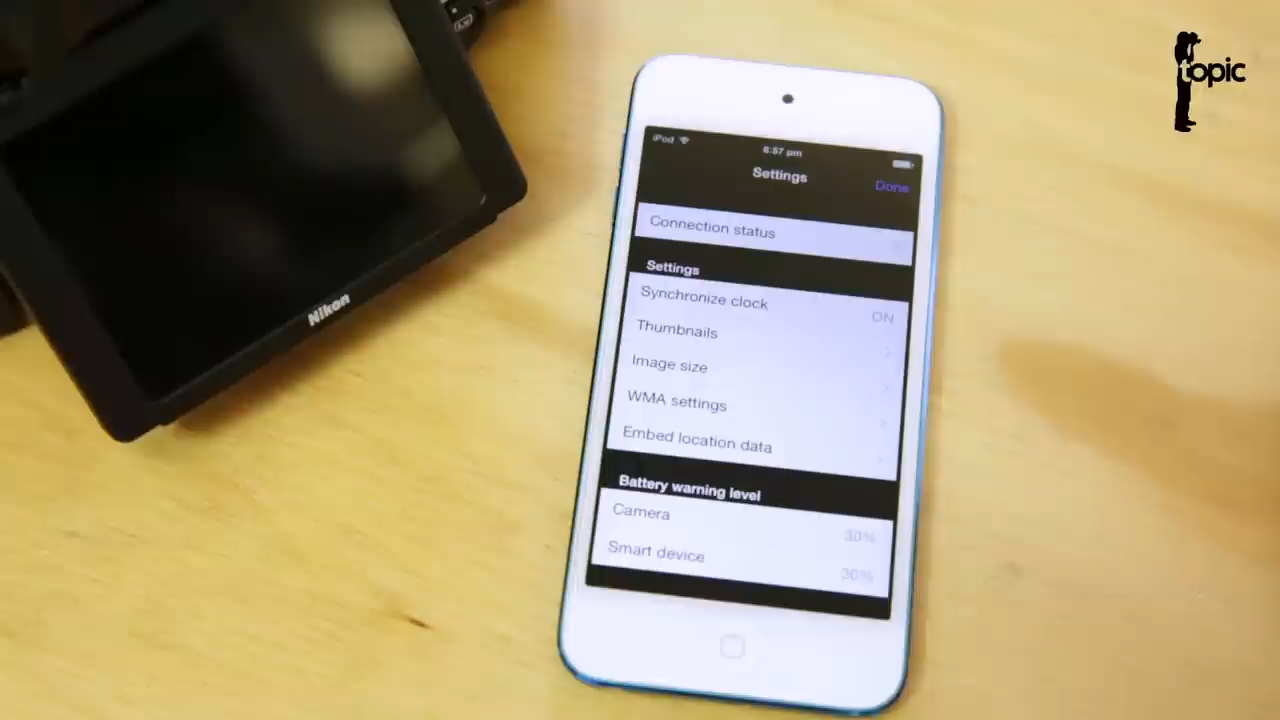 topic
iPod
8:57 pm
Settings
Done
Connection status
Settings
Synchronize clock
ON
Thumbnails
Image size
WMA settings
Embed location data
Battery warning level
Camera
30%
Smart device
30%
Nikon